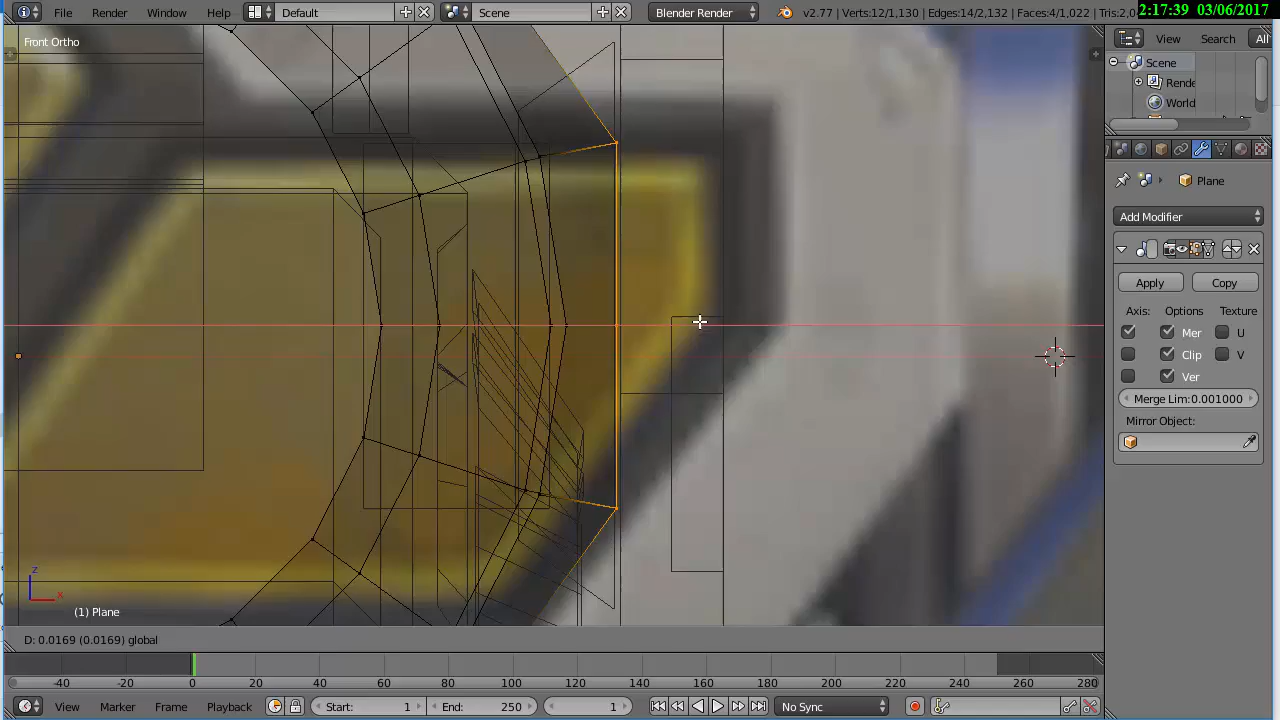 File Render Window Help Default Scene Blender Render v2.77 | Verts:12/1,130 | Edges:14/2,132 | Faces:4/1,022 | Tris:2,0
2:17:39 03/06/2017
Front Ortho
View Search All
Scene
Rende
World
Plane
Add Modifier
Apply Copy
Axis: Options Texture
Mer U
Clip V
Ver
Merge Lim:0.001000
Mirror Object:
z
x
(1) Plane
D: 0.0169 (0.0169) global
-40 -20 0 20 40 60 80 100 120 140 160 180 200 220 240 260 280
View Marker Frame Playback Start: 1 End: 250 1 No Sync